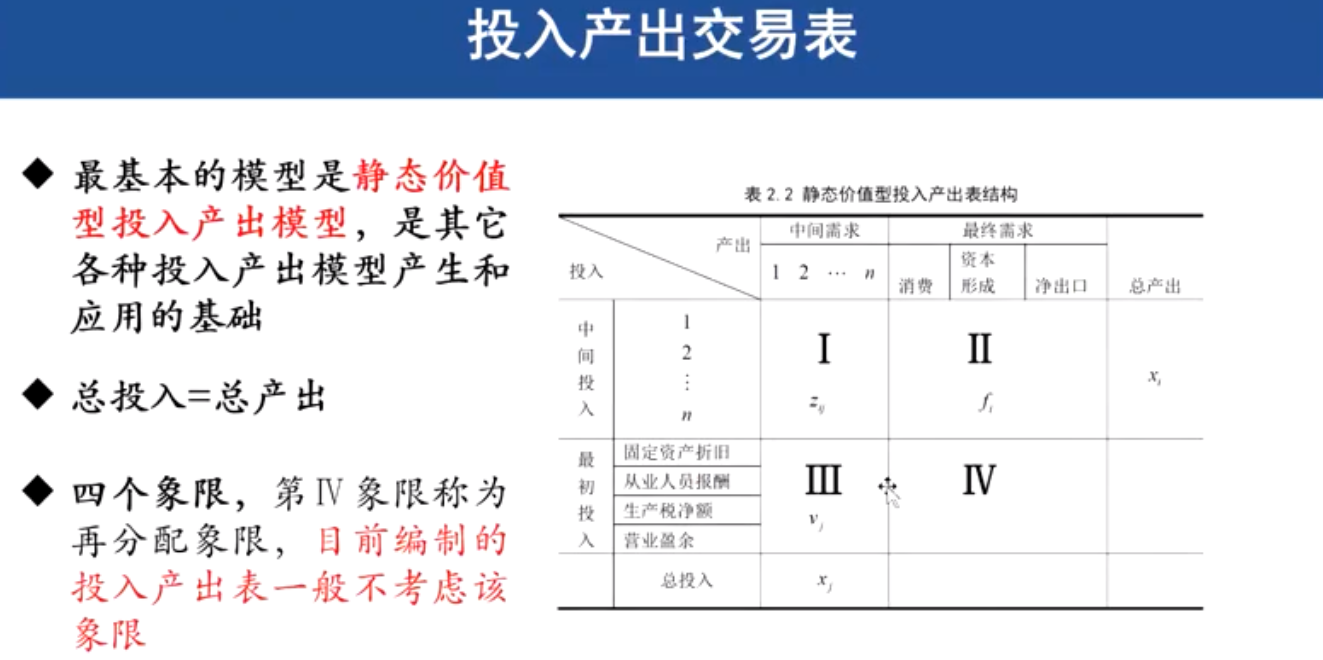 投入产出交易表
◆ 最基本的模型是静态价值
型投入产出模型，是其它
各种投入产出模型产生和
应用的基础
◆ 总投入=总产出
◆ 四个象限，第Ⅳ象限称为
再分配象限，目前编制的
投入产出表一般不考虑该
象限
表 2.2 静态价值型投入产出表结构
产出
投入
中间需求
最终需求
1 2 … n
消费
资本
形成
净出口
总产出
中
间
投
入
1
2
⋮
n
Ⅰ
zij
Ⅱ
fi
xi
最
初
投
入
固定资产折旧
从业人员报酬
生产税净额
营业盈余
Ⅲ
vj
Ⅳ
总投入
xj